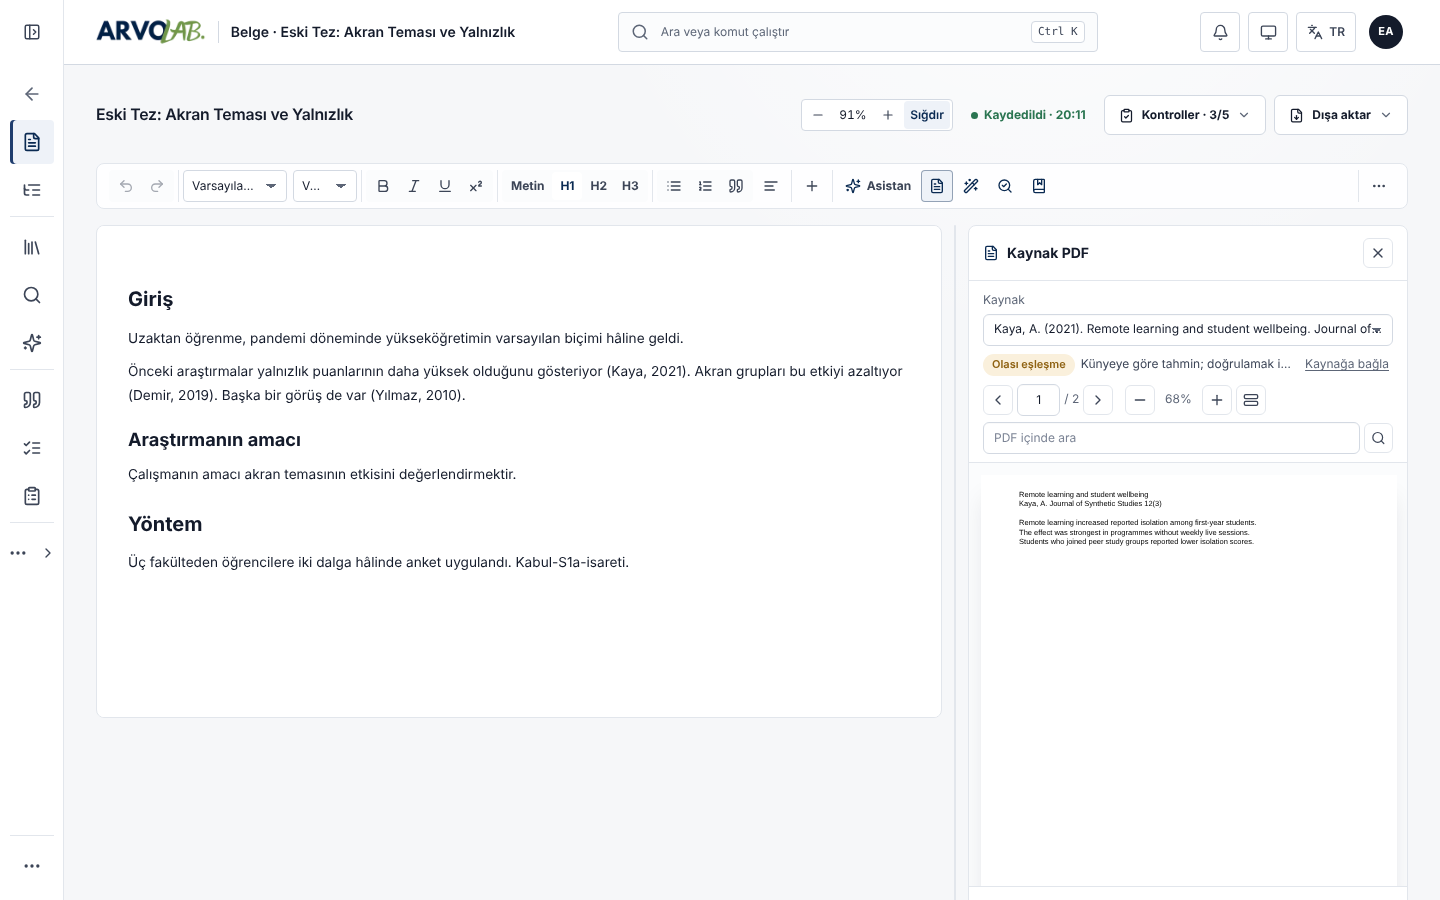 ARVOLAB.
Belge · Eski Tez: Akran Teması ve Yalnızlık
Ara veya komut çalıştır
Ctrl K
TR
EA
Eski Tez: Akran Teması ve Yalnızlık
91%
Sığdır
Kaydedildi · 20:11
Kontroller · 3/5
Dışa aktar
Varsayıla...
V...
B
I
U
x²
Metin
H1
H2
H3
Asistan
Giriş
Uzaktan öğrenme, pandemi döneminde yükseköğretimin varsayılan biçimi hâline geldi.
Önceki araştırmalar yalnızlık puanlarının daha yüksek olduğunu gösteriyor (Kaya, 2021). Akran grupları bu etkiyi azaltıyor
(Demir, 2019). Başka bir görüş de var (Yılmaz, 2010).
Araştırmanın amacı
Çalışmanın amacı akran temasının etkisini değerlendirmektir.
Yöntem
Üç fakülteden öğrencilere iki dalga hâlinde anket uygulandı. Kabul-S1a-isareti.
Kaynak PDF
Kaynak
Kaya, A. (2021). Remote learning and student wellbeing. Journal of
Olası eşleşme
Künyeye göre tahmin; doğrulamak i...
Kaynağa bağla
1
/ 2
68%
PDF içinde ara
Remote learning and student wellbeing
Kaya, A. Journal of Synthetic Studies 12(3)
Remote learning increased reported isolation among first-year students.
The effect was strongest in programmes without weekly live sessions.
Students who joined peer study groups reported lower isolation scores.